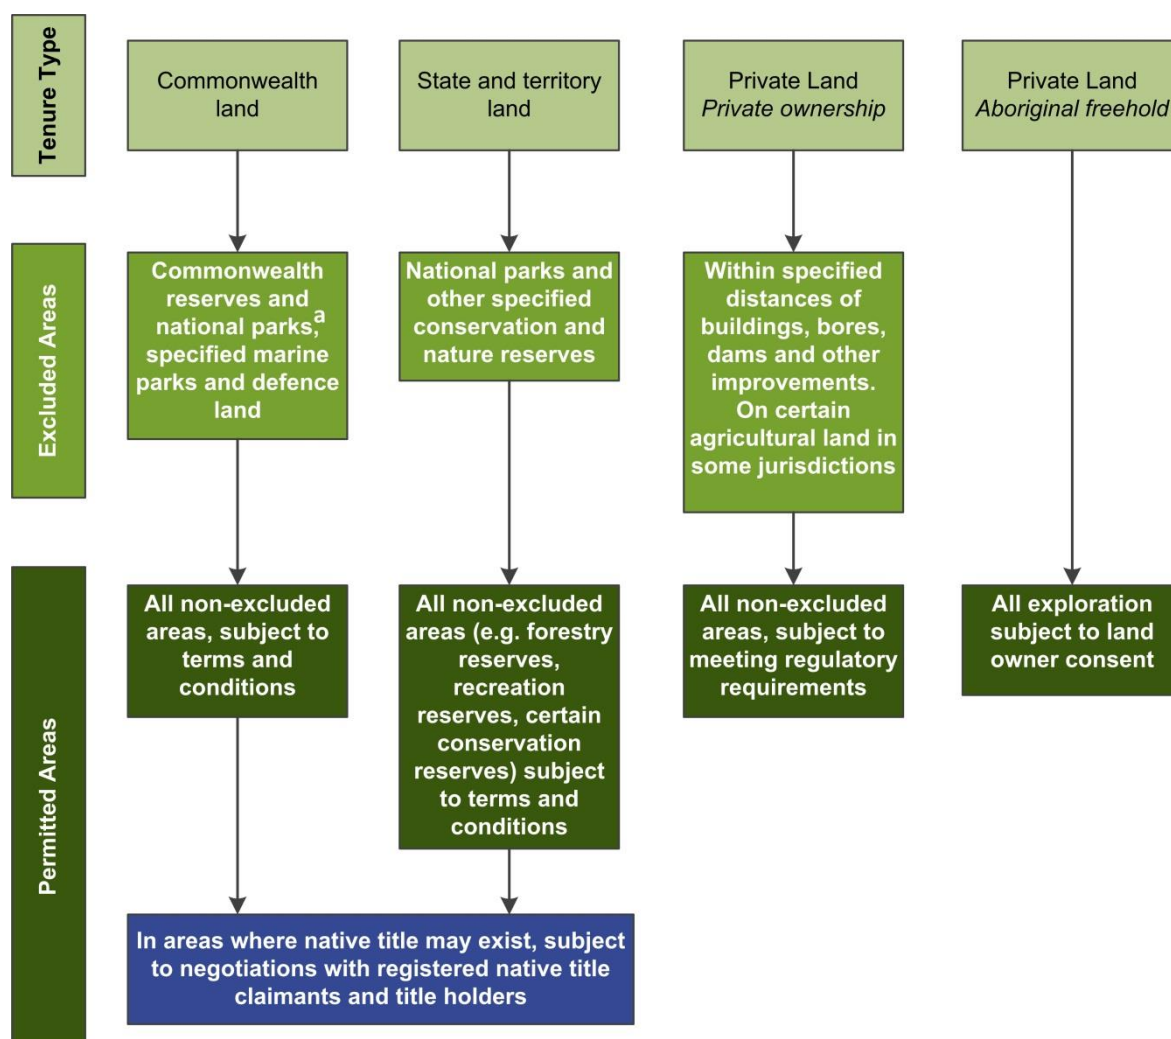 Tenure Type
Commonwealth
land
State and territory
land
Private Land
Private ownership
Private Land
Aboriginal freehold
Excluded Areas
Commonwealth
reserves and
national parks,a
specified marine
parks and defence
land
National parks and
other specified
conservation and
nature reserves
Within specified
distances of
buildings, bores,
dams and other
improvements.
On certain
agricultural land in
some jurisdictions
Permitted Areas
All non-excluded
areas, subject to
terms and
conditions
All non-excluded
areas (e.g. forestry
reserves,
recreation
reserves, certain
conservation
reserves) subject
to terms and
conditions
All non-excluded
areas, subject to
meeting regulatory
requirements
All exploration
subject to land
owner consent
In areas where native title may exist, subject
to negotiations with registered native title
claimants and title holders